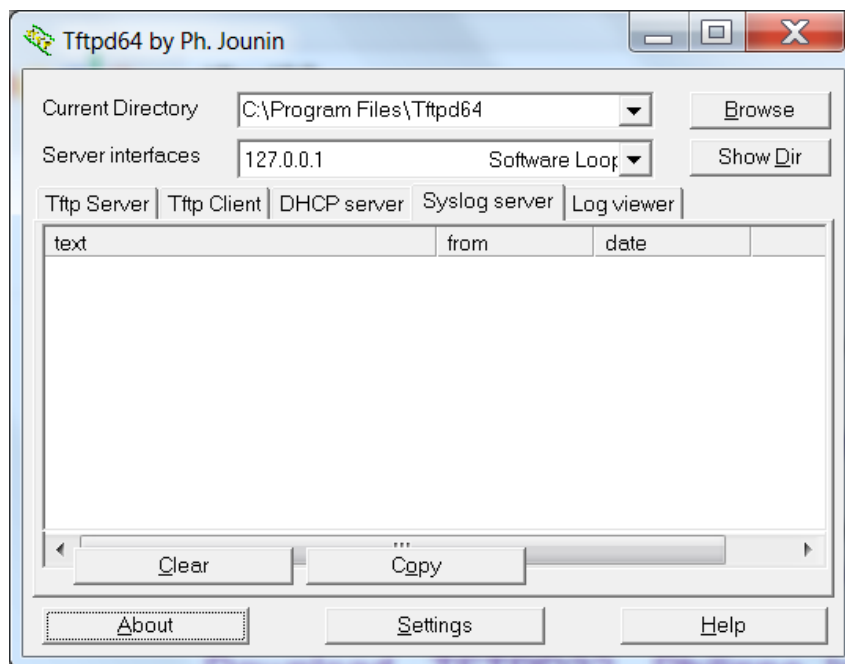 Tftpd64 by Ph. Jounin
Current Directory C:\Program Files\Tftpd64 Browse
Server interfaces 127.0.0.1 Software Loop Show Dir
Tftp Server Tftp Client DHCP server Syslog server Log viewer
text from date
Clear Copy
About Settings Help